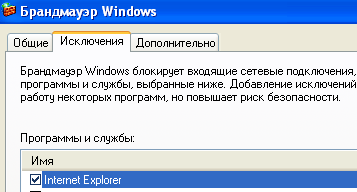 Брандмауэр Windows
Общие Исключения Дополнительно
Брандмауэр Windows блокирует входящие сетевые подключения,
программы и службы, выбранные ниже. Добавление исключений
работу некоторых программ, но повышает риск безопасности.
Программы и службы:
Имя
Internet Explorer